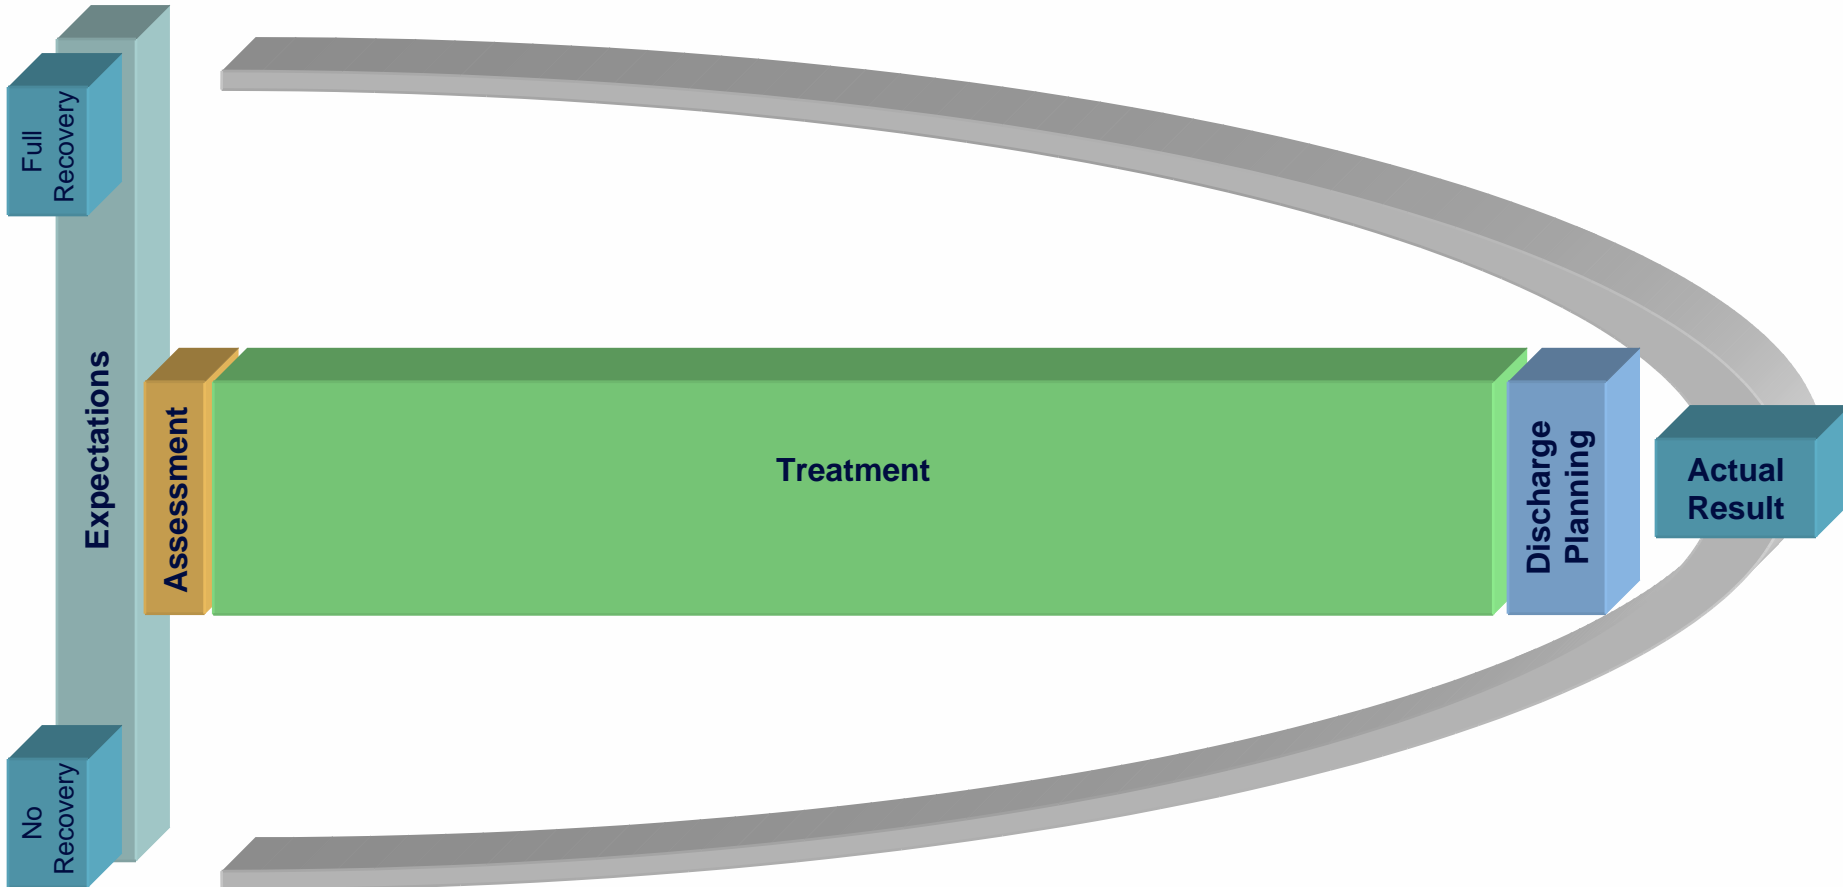 Full
Recovery
Expectations
No
Recovery
Assessment
Treatment
Discharge
Planning
Actual
Result